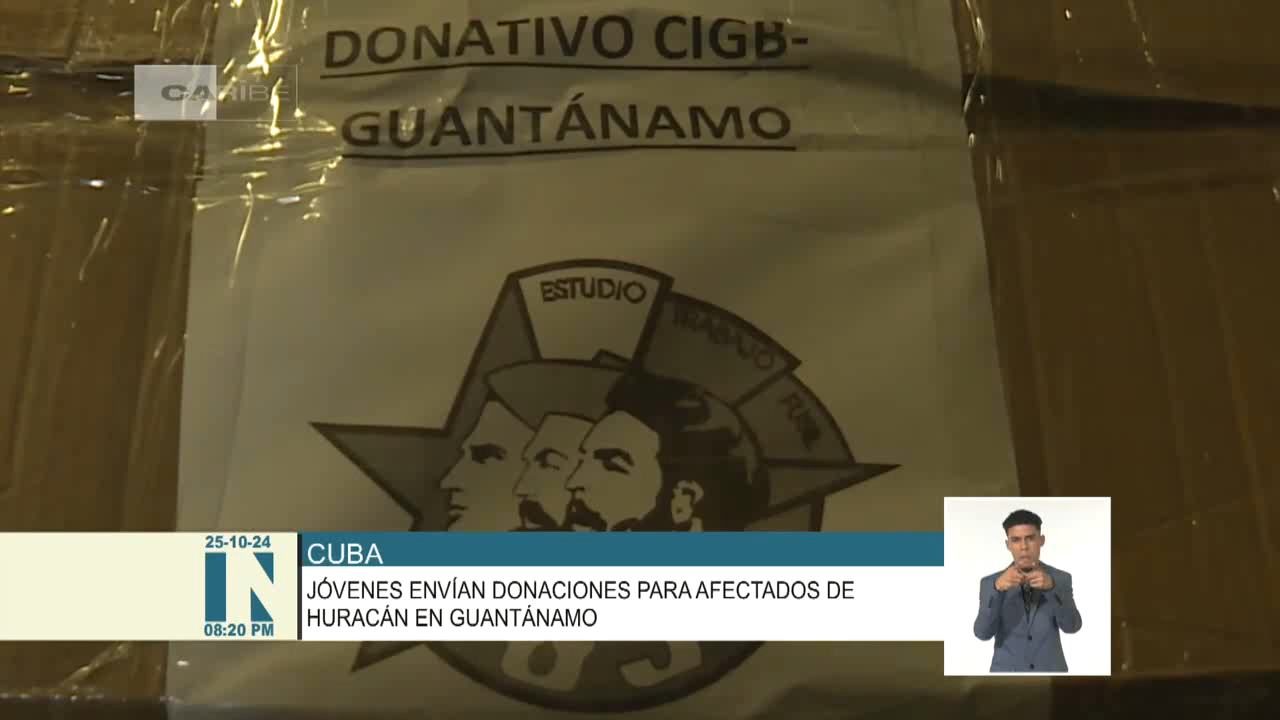 DONATIVO CIGB-
GUANTÁNAMO
CARIBE
ESTUDIO
TRABAJO
FUSIL
25-10-24
CUBA
N
JÓVENES ENVÍAN DONACIONES PARA AFECTADOS DE
HURACÁN EN GUANTÁNAMO
08:20 PM